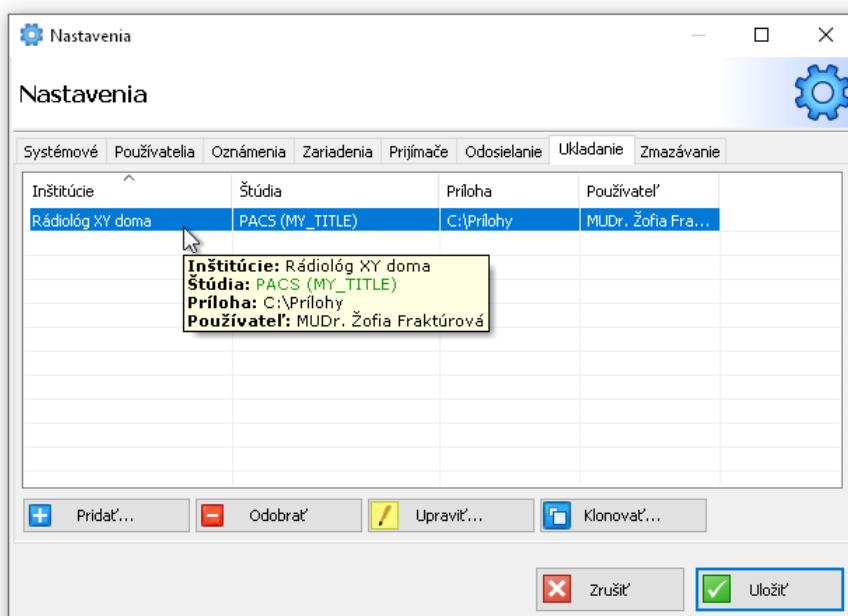 Nastavenia
Nastavenia
Systémové Používatelia Oznámenia Zariadenia Prijímače Odosielanie Ukladanie Zmazávanie
Inštitúcie Štúdia Príloha Používateľ
Rádiológ XY doma PACS (MY_TITLE) C:\Prílohy MUDr. Žofia Fra...
Inštitúcie: Rádiológ XY doma
Štúdia: PACS (MY_TITLE)
Príloha: C:\Prílohy
Používateľ: MUDr. Žofia Fraktúrová
Pridať... Odobrať Upraviť... Klonovať...
Zrušiť Uložiť